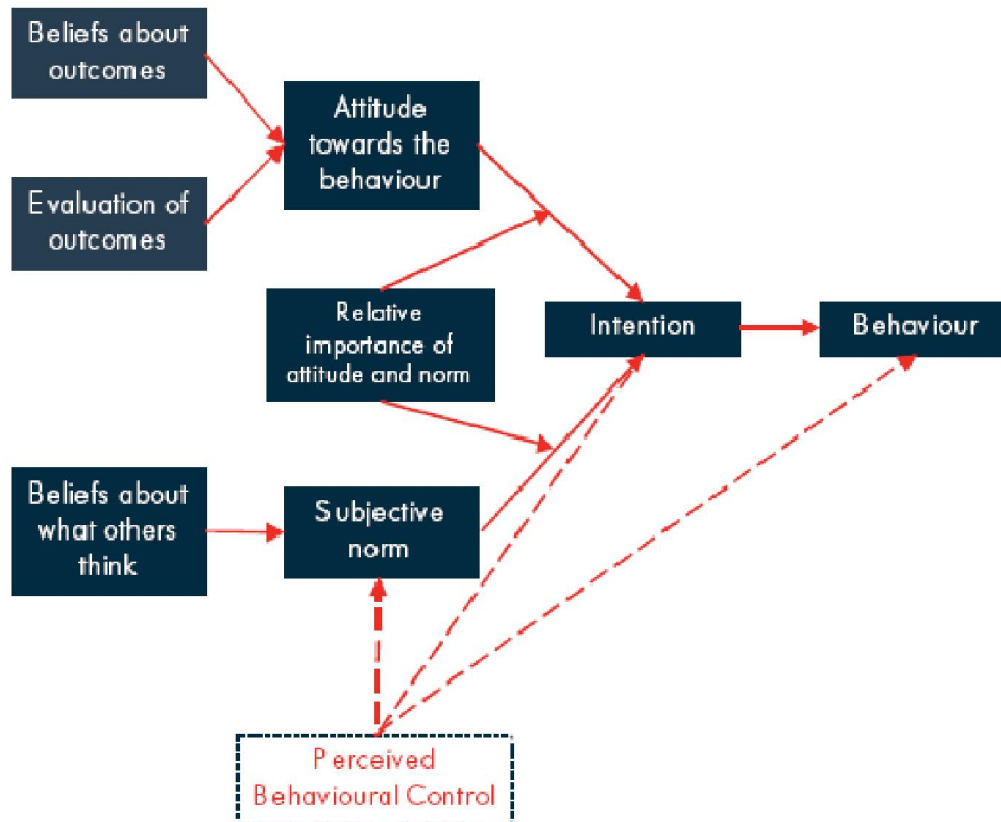 Beliefs about
outcomes
Attitude
towards the
behaviour
Evaluation of
outcomes
Relative
importance of
attitude and norm
Intention
Behaviour
Beliefs about
what others
think
Subjective
norm
Perceived
Behavioural Control